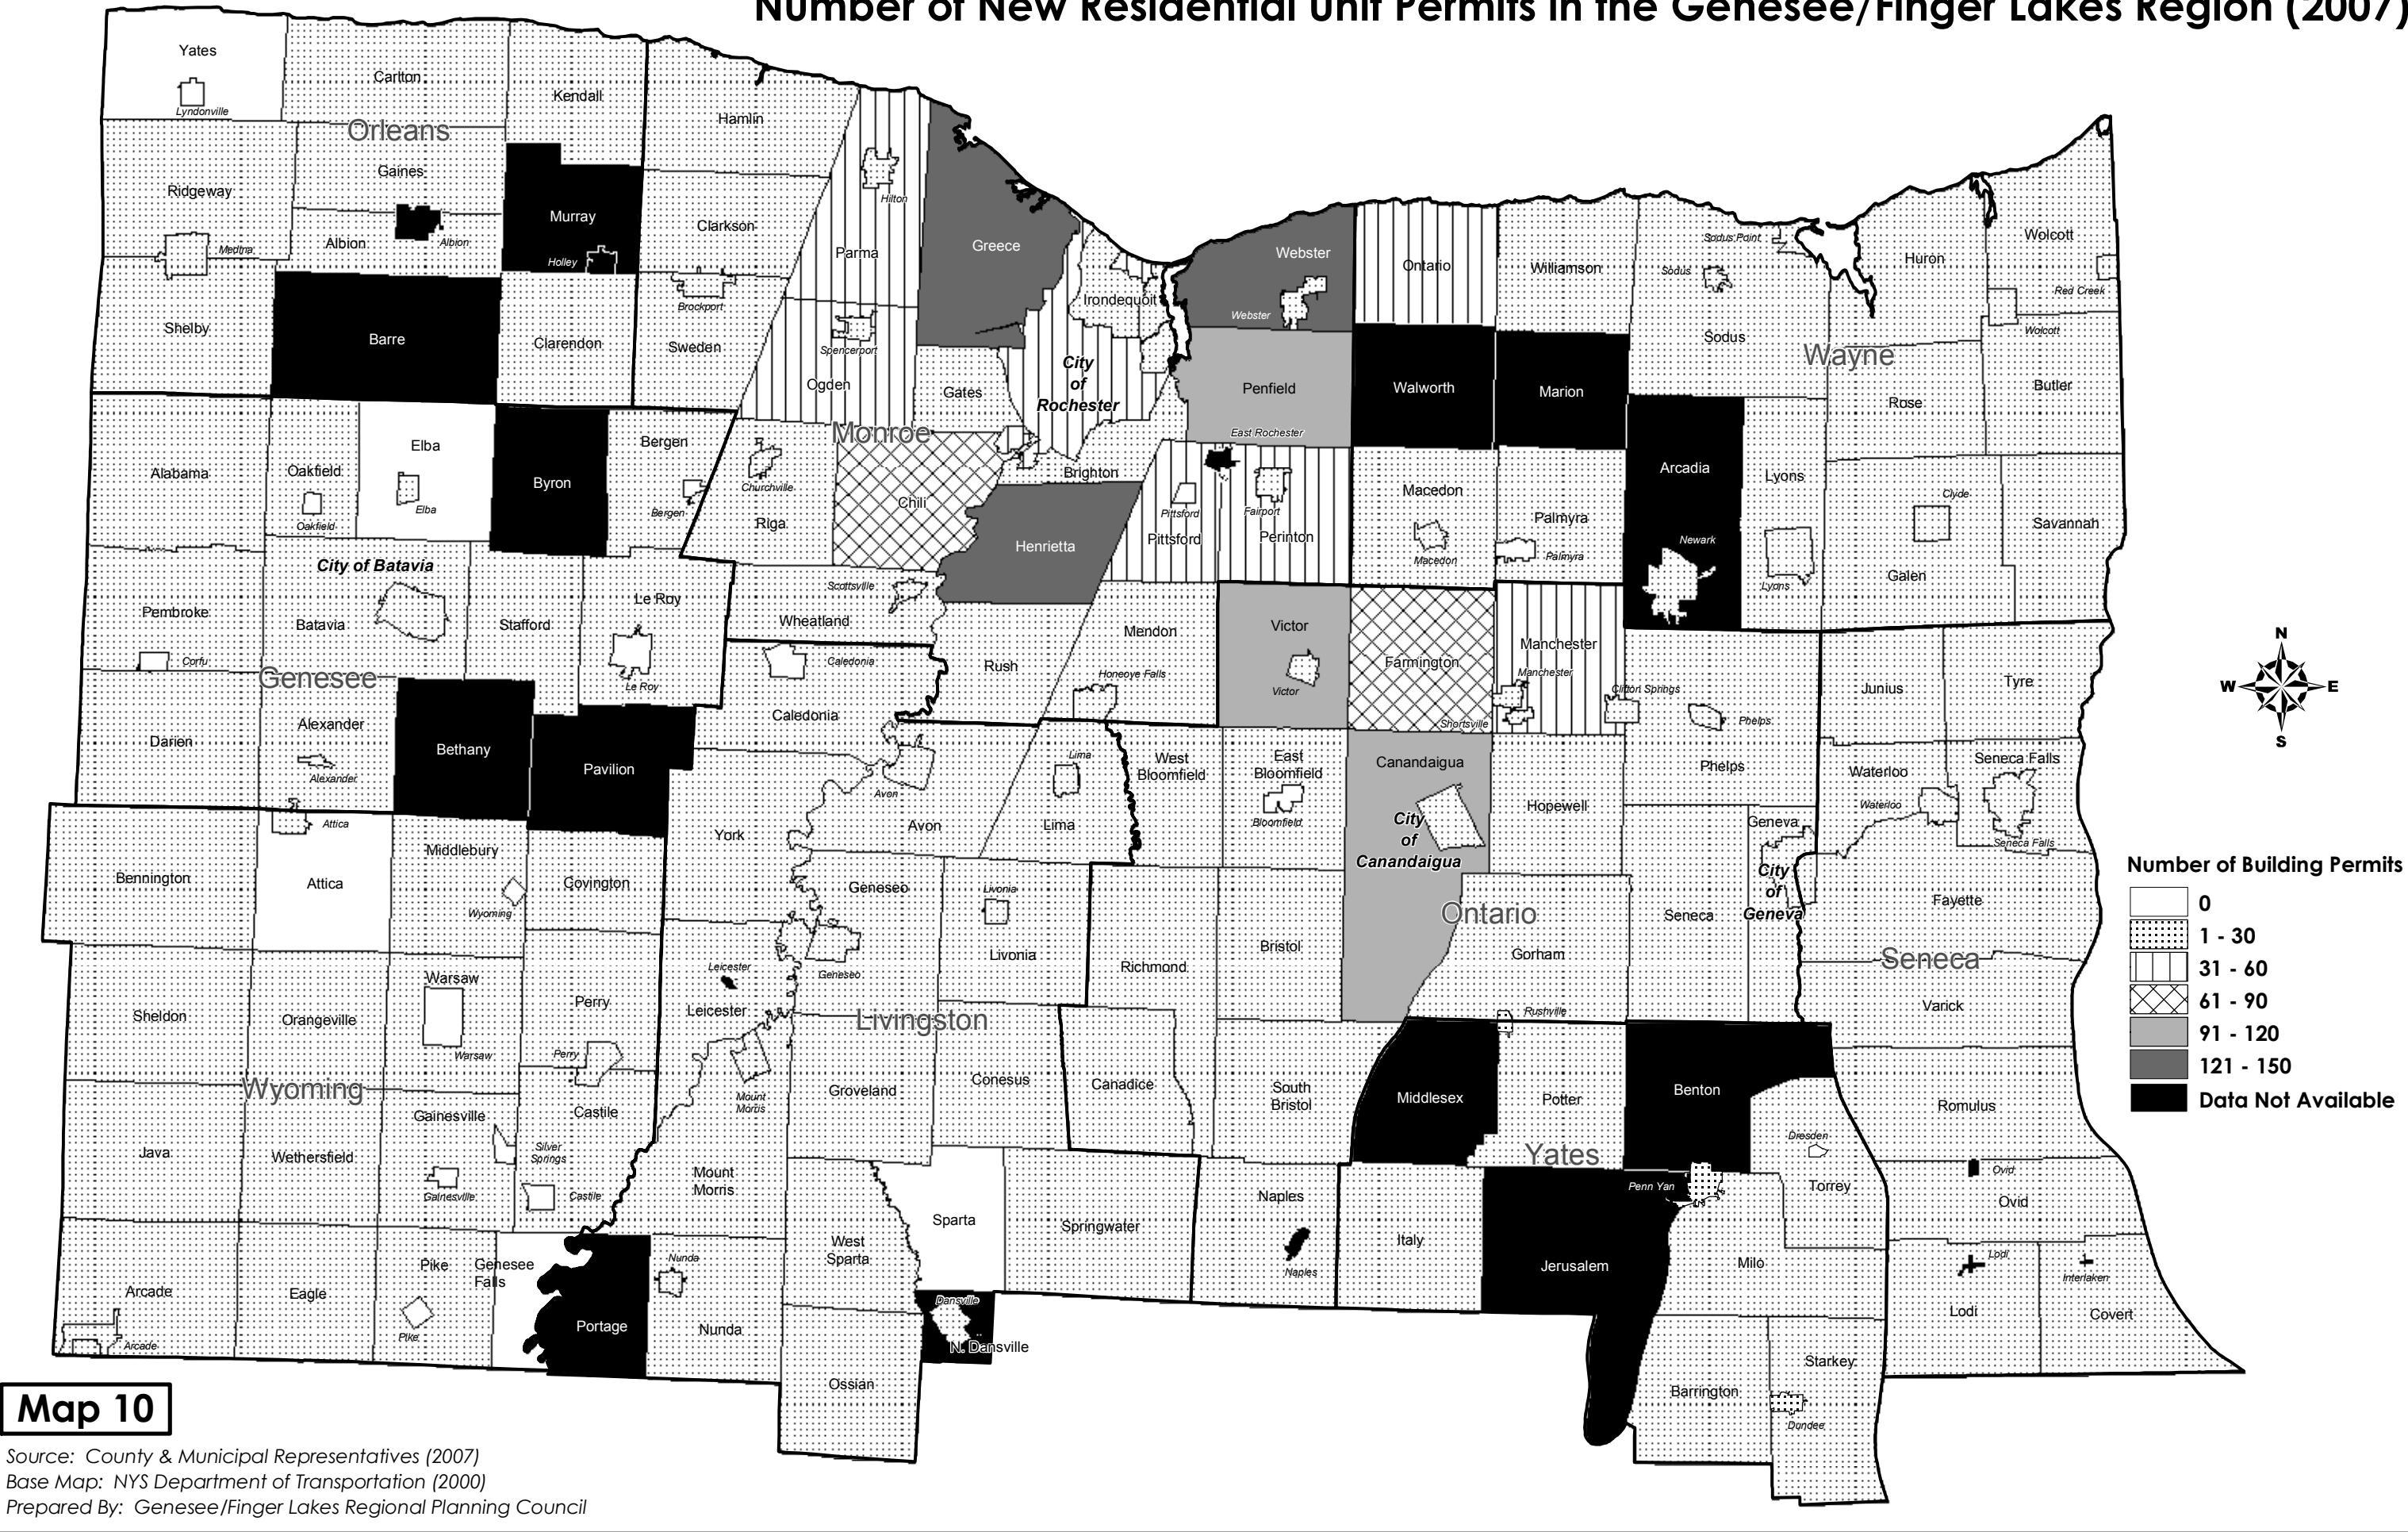 Number of New Residential Unit Permits in the Genesee/Finger Lakes Region (2007)
Yates
Lyndonville
Carlton
Kendall
Hamlin
Orleans
Ridgeway
Gaines
Medina
Albion
Albion
Murray
Holley
Clarkson
Hilton
Parma
Greece
Irondequoit
Webster
Webster
Ontario
Williamson
Sodus Point
Sodus
Sodus
Huron
Wolcott
Red Creek
Wolcott
Shelby
Barre
Clarendon
Brockport
Sweden
Spencerport
Ogden
Gates
City
of
Rochester
Penfield
East Rochester
Walworth
Marion
Wayne
Rose
Butler
Alabama
Oakfield
Oakfield
Elba
Elba
Byron
Bergen
Bergen
Monroe
Churchville
Riga
Chili
Brighton
Henrietta
Pittsford
Pittsford
Fairport
Perinton
Macedon
Macedon
Palmyra
Palmyra
Arcadia
Newark
Lyons
Lyons
Clyde
Galen
Savannah
City of Batavia
Pembroke
Corfu
Batavia
Stafford
Le Roy
Le Roy
Scottsville
Wheatland
Rush
Mendon
Honeoye Falls
Victor
Victor
Farmington
Manchester
Manchester
Shortsville
Clifton Springs
Phelps
Phelps
Junius
Tyre
N
W
E
S
Genesee
Darien
Alexander
Alexander
Bethany
Pavilion
Caledonia
Caledonia
Avon
Avon
Lima
Lima
West
Bloomfield
East
Bloomfield
Bloomfield
Canandaigua
City
of
Canandaigua
Hopewell
Geneva
City
of
Geneva
Waterloo
Waterloo
Seneca Falls
Seneca Falls
Bennington
Attica
Attica
Middlebury
Wyoming
Covington
York
Geneseo
Geneseo
Livonia
Livonia
Richmond
Bristol
Ontario
Gorham
Rushville
Seneca
Fayette
Seneca
Varick
Number of Building Permits
0
1 - 30
31 - 60
61 - 90
91 - 120
121 - 150
Data Not Available
Sheldon
Orangeville
Warsaw
Warsaw
Perry
Perry
Leicester
Leicester
Livingston
Wyoming
Gainesville
Gainesville
Silver
Springs
Castile
Castile
Mount
Morris
Mount
Morris
Groveland
Conesus
Canadice
South
Bristol
Middlesex
Potter
Benton
Yates
Dresden
Torrey
Penn Yan
Romulus
Ovid
Ovid
Java
Wethersfield
Arcade
Arcade
Eagle
Pike
Pike
Genesee
Falls
Portage
Nunda
Nunda
West
Sparta
Sparta
Springwater
Naples
Naples
Italy
Jerusalem
Milo
Lodi
Lodi
Interlaken
Covert
Dansville
N. Dansville
Ossian
Barrington
Starkey
Dundee
Map 10
Source: County & Municipal Representatives (2007)
Base Map: NYS Department of Transportation (2000)
Prepared By: Genesee/Finger Lakes Regional Planning Council